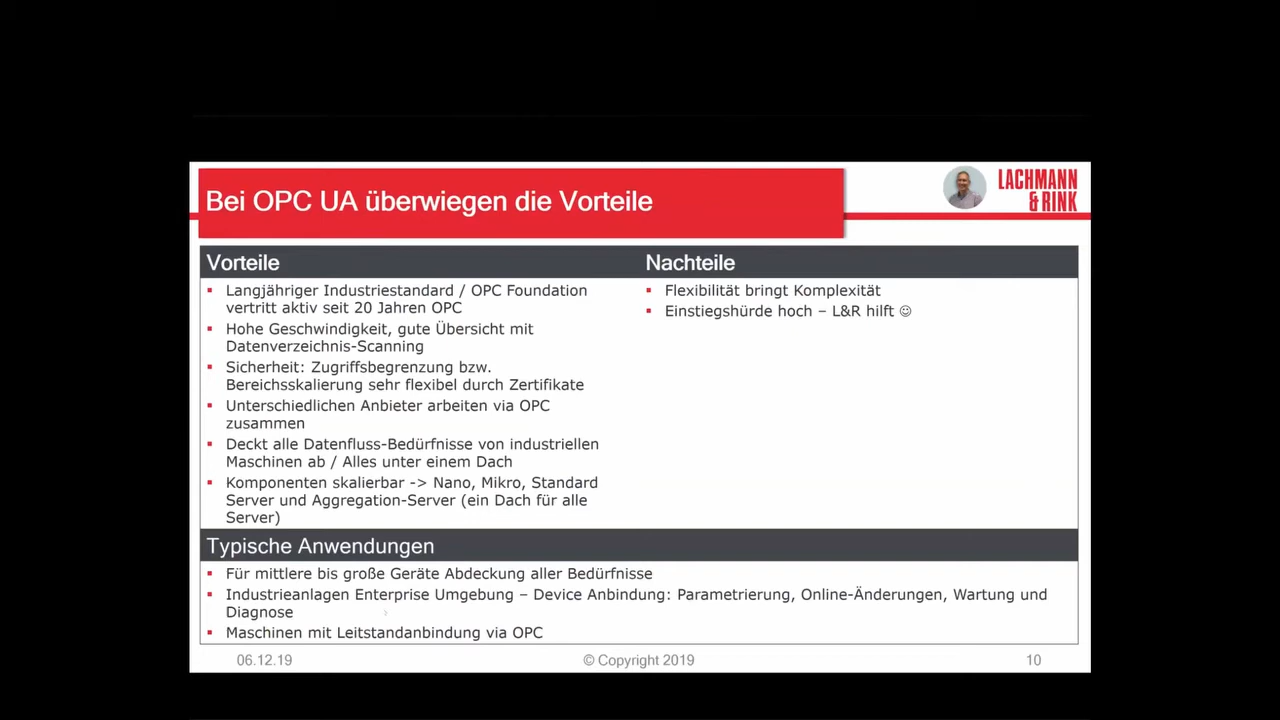 Bei OPC UA überwiegen die Vorteile
LACHMANN
& RINK
Vorteile
Nachteile
▪ Langjähriger Industriestandard / OPC Foundation
vertritt aktiv seit 20 Jahren OPC
▪ Hohe Geschwindigkeit, gute Übersicht mit
Datenverzeichnis-Scanning
▪ Sicherheit: Zugriffsbegrenzung bzw.
Bereichsskalierung sehr flexibel durch Zertifikate
▪ Unterschiedlichen Anbieter arbeiten via OPC
zusammen
▪ Deckt alle Datenfluss-Bedürfnisse von industriellen
Maschinen ab / Alles unter einem Dach
▪ Komponenten skalierbar -> Nano, Mikro, Standard
Server und Aggregation-Server (ein Dach für alle
Server)
▪ Flexibilität bringt Komplexität
▪ Einstiegshürde hoch – L&R hilft ☺
Typische Anwendungen
▪ Für mittlere bis große Geräte Abdeckung aller Bedürfnisse
▪ Industrieanlagen Enterprise Umgebung – Device Anbindung: Parametrierung, Online-Änderungen, Wartung und
Diagnose
▪ Maschinen mit Leitstandanbindung via OPC
06.12.19
© Copyright 2019
10